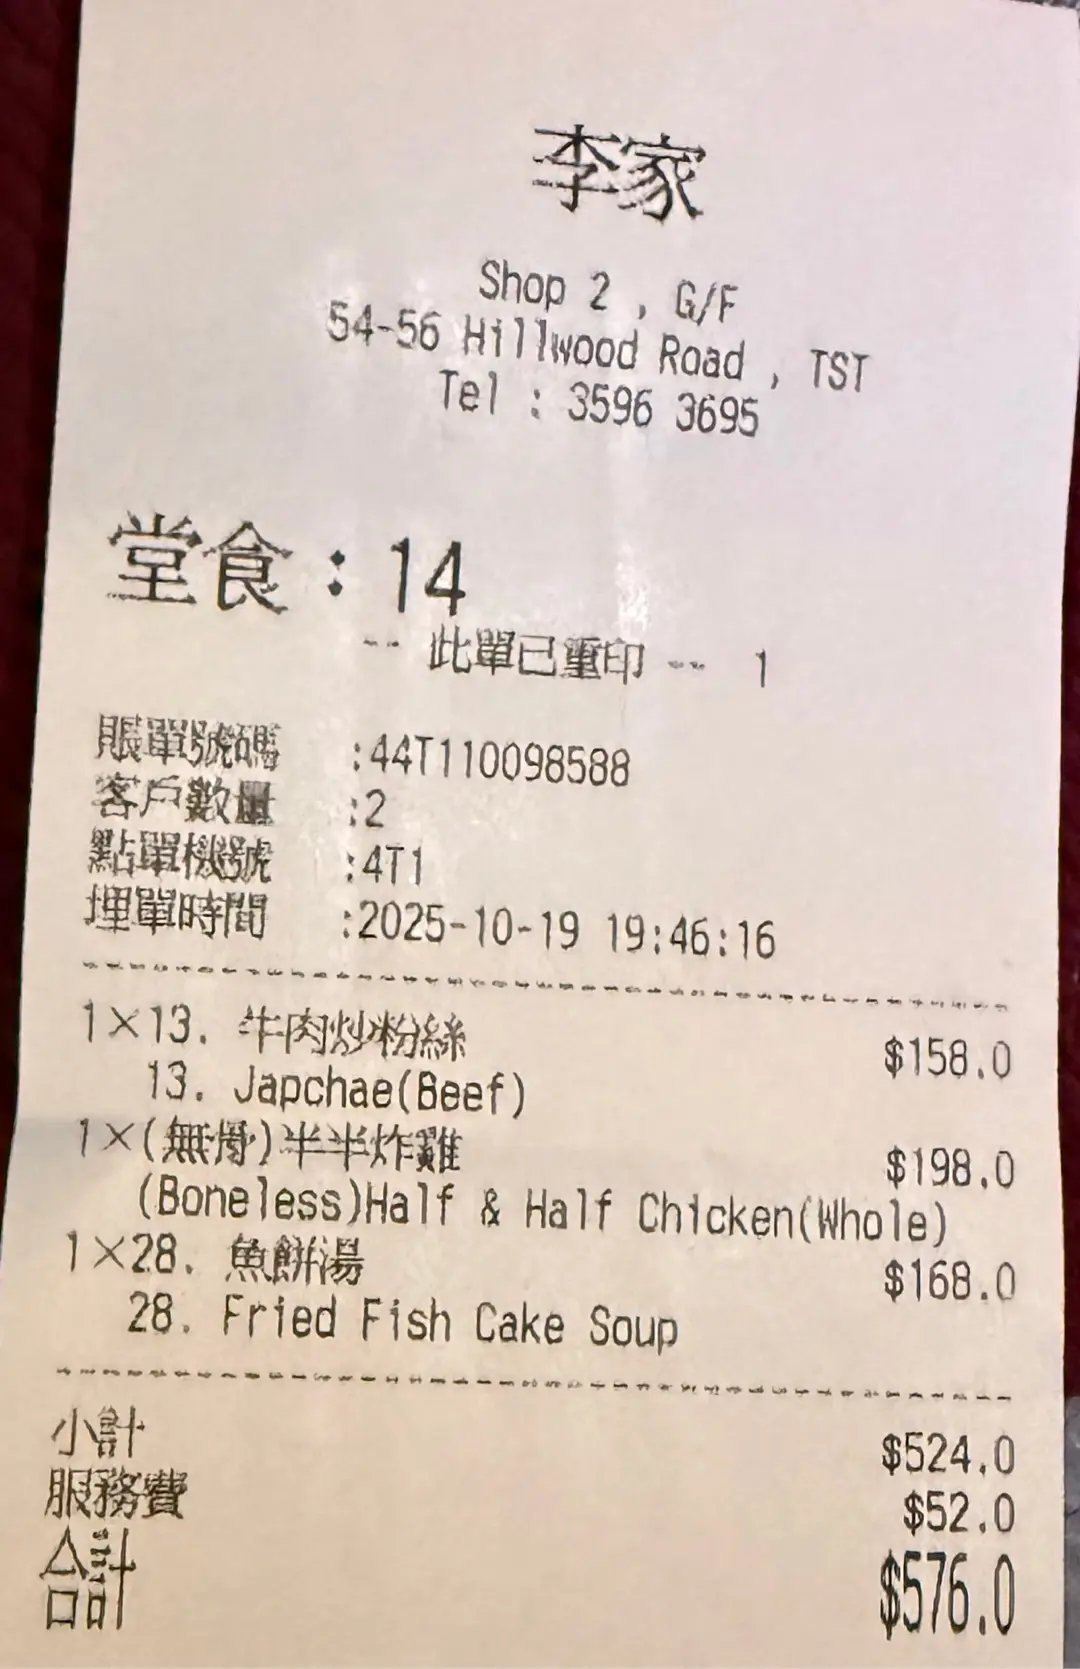 李家
Shop 2 , G/F
54-56 Hillwood Road , TST
Tel : 3596 3695
堂食：14
-- 此單已重印 -- 1
賬單號碼 :44T110098588
客戶數量 :2
點單機號 :4T1
埋單時間 :2025-10-19 19:46:16
1×13. 牛肉炒粉絲 $158.0
13. Japchae(Beef)
1×(無骨)半半炸雞 $198.0
(Boneless)Half & Half Chicken(Whole)
1×28. 魚餅湯 $168.0
28. Fried Fish Cake Soup
小計 $524.0
服務費 $52.0
合計 $576.0